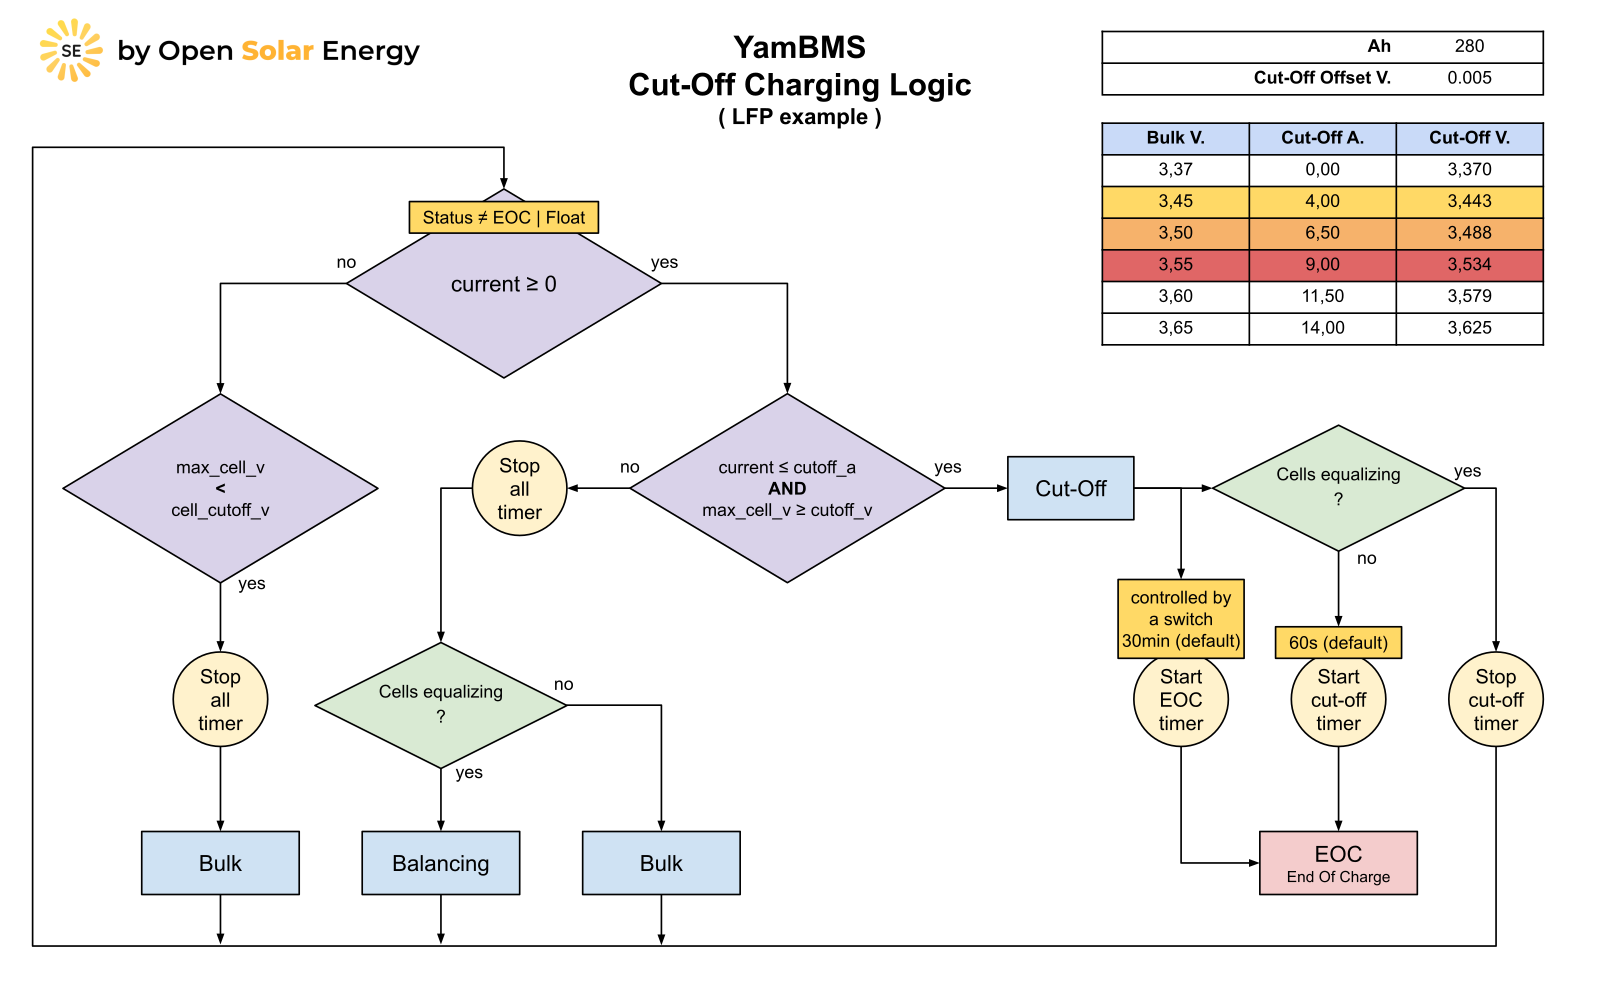 SE
by Open Solar Energy
YamBMS
Cut-Off Charging Logic
( LFP example )
Ah 280
Cut-Off Offset V. 0.005
Bulk V. Cut-Off A. Cut-Off V.
3,37 0,00 3,370
3,45 4,00 3,443
3,50 6,50 3,488
3,55 9,00 3,534
3,60 11,50 3,579
3,65 14,00 3,625
Status ≠ EOC | Float
no
yes
current ≥ 0
max_cell_v
<
cell_cutoff_v
yes
Stop
all
timer
Bulk
Stop
all
timer
no
current ≤ cutoff_a
AND
max_cell_v ≥ cutoff_v
yes
Cells equalizing
?
no
yes
Balancing
Bulk
Cut-Off
Cells equalizing
?
yes
no
controlled by
a switch
30min (default)
Start
EOC
timer
60s (default)
Start
cut-off
timer
Stop
cut-off
timer
EOC
End Of Charge